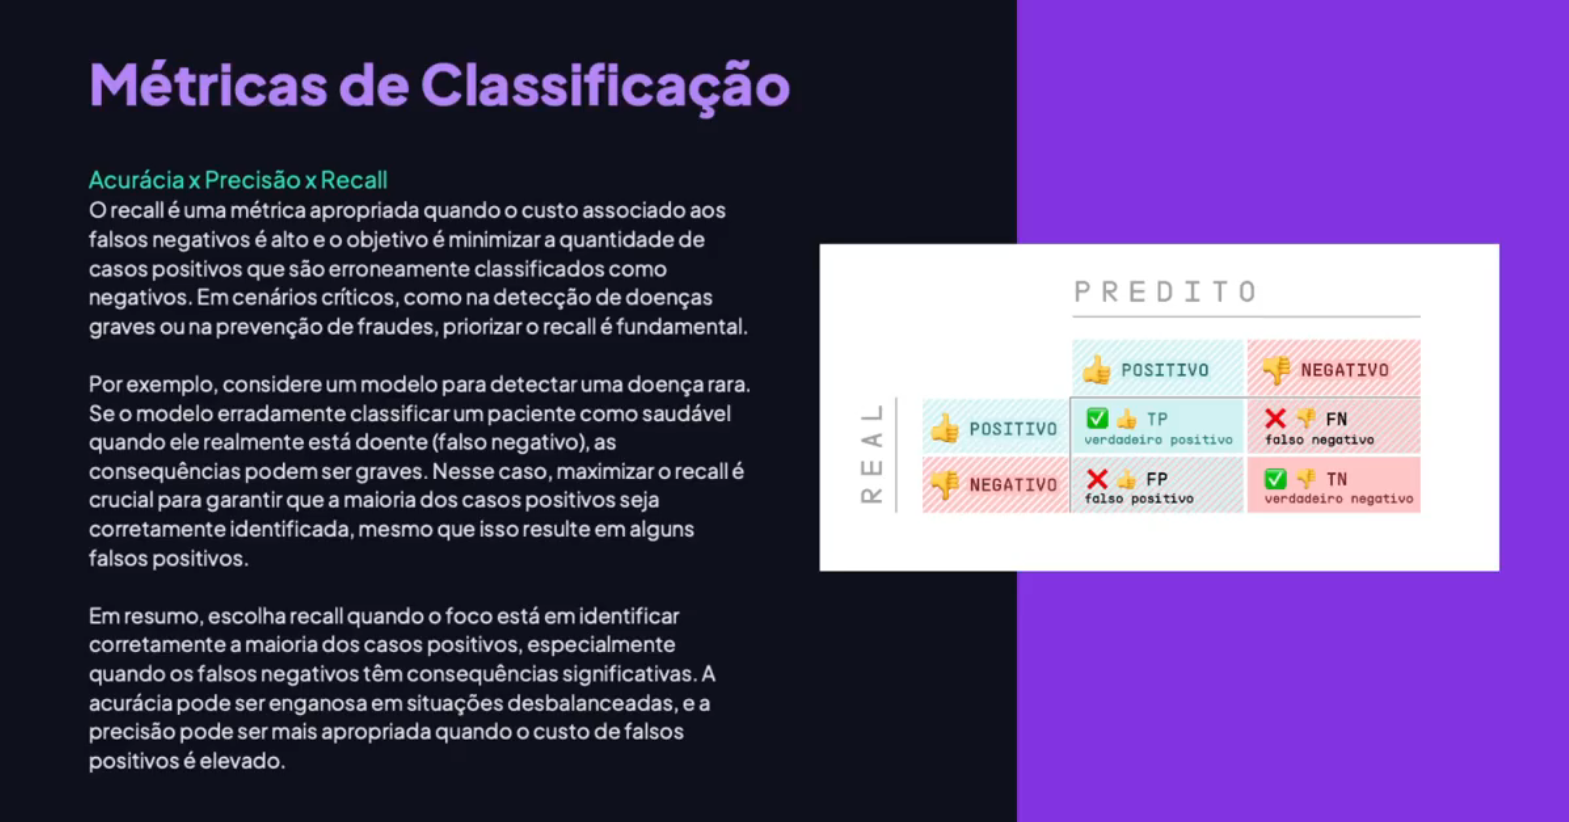 Métricas de Classificação
Acurácia x Precisão x Recall
O recall é uma métrica apropriada quando o custo associado aos
falsos negativos é alto e o objetivo é minimizar a quantidade de
casos positivos que são erroneamente classificados como
negativos. Em cenários críticos, como na detecção de doenças
graves ou na prevenção de fraudes, priorizar o recall é fundamental.
Por exemplo, considere um modelo para detectar uma doença rara.
Se o modelo erradamente classificar um paciente como saudável
quando ele realmente está doente (falso negativo), as
consequências podem ser graves. Nesse caso, maximizar o recall é
crucial para garantir que a maioria dos casos positivos seja
corretamente identificada, mesmo que isso resulte em alguns
falsos positivos.
Em resumo, escolha recall quando o foco está em identificar
corretamente a maioria dos casos positivos, especialmente
quando os falsos negativos têm consequências significativas. A
acurácia pode ser enganosa em situações desbalanceadas, e a
precisão pode ser mais apropriada quando o custo de falsos
positivos é elevado.
PREDITO
POSITIVO NEGATIVO
REAL
POSITIVO TP FN
verdadeiro positivo falso negativo
NEGATIVO FP TN
falso positivo verdadeiro negativo